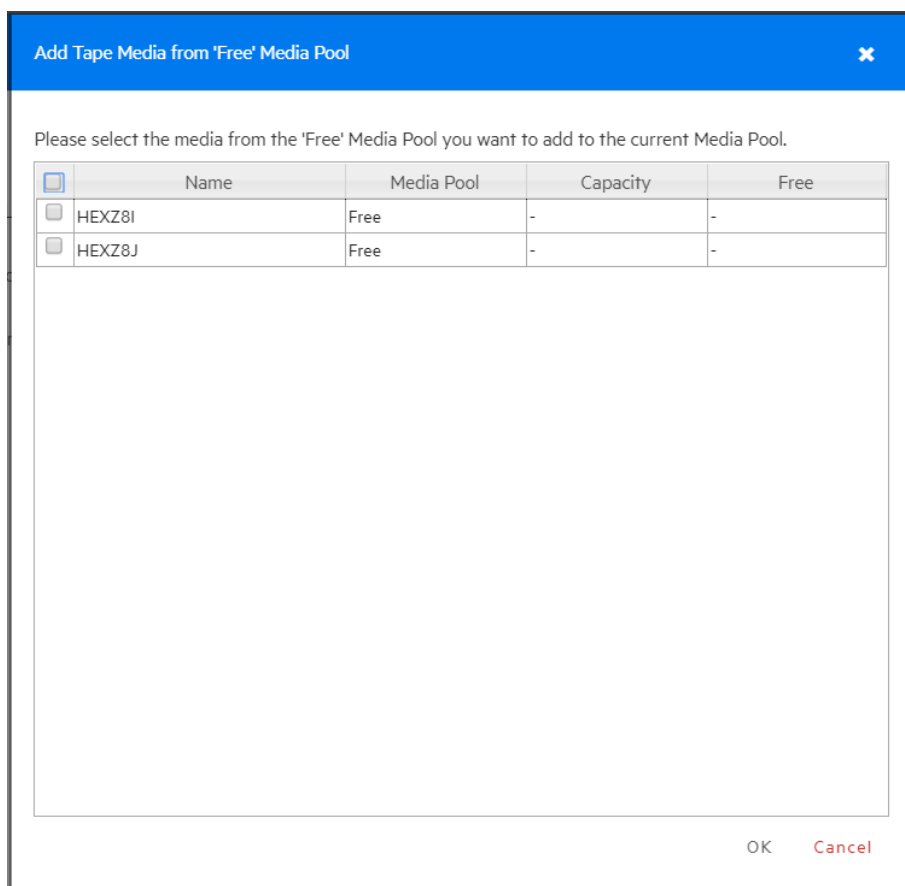 Add Tape Media from 'Free' Media Pool
Please select the media from the 'Free' Media Pool you want to add to the current Media Pool.
Name Media Pool Capacity Free
HEXZ8I Free - -
HEXZ8J Free - -
OK Cancel